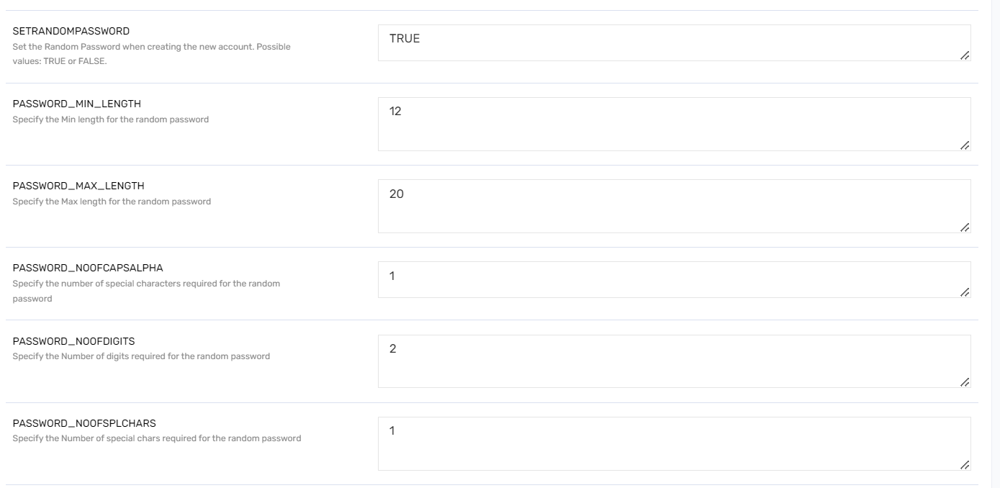 SETRANDOMPASSWORD
Set the Random Password when creating the new account. Possible
values: TRUE or FALSE.
TRUE
PASSWORD_MIN_LENGTH
Specify the Min length for the random password
12
PASSWORD_MAX_LENGTH
Specify the Max length for the random password
20
PASSWORD_NOOFCAPSALPHA
Specify the number of special characters required for the random
password
1
PASSWORD_NOOFDIGITS
Specify the Number of digits required for the random password
2
PASSWORD_NOOFSPLCHARS
Specify the Number of special chars required for the random password
1